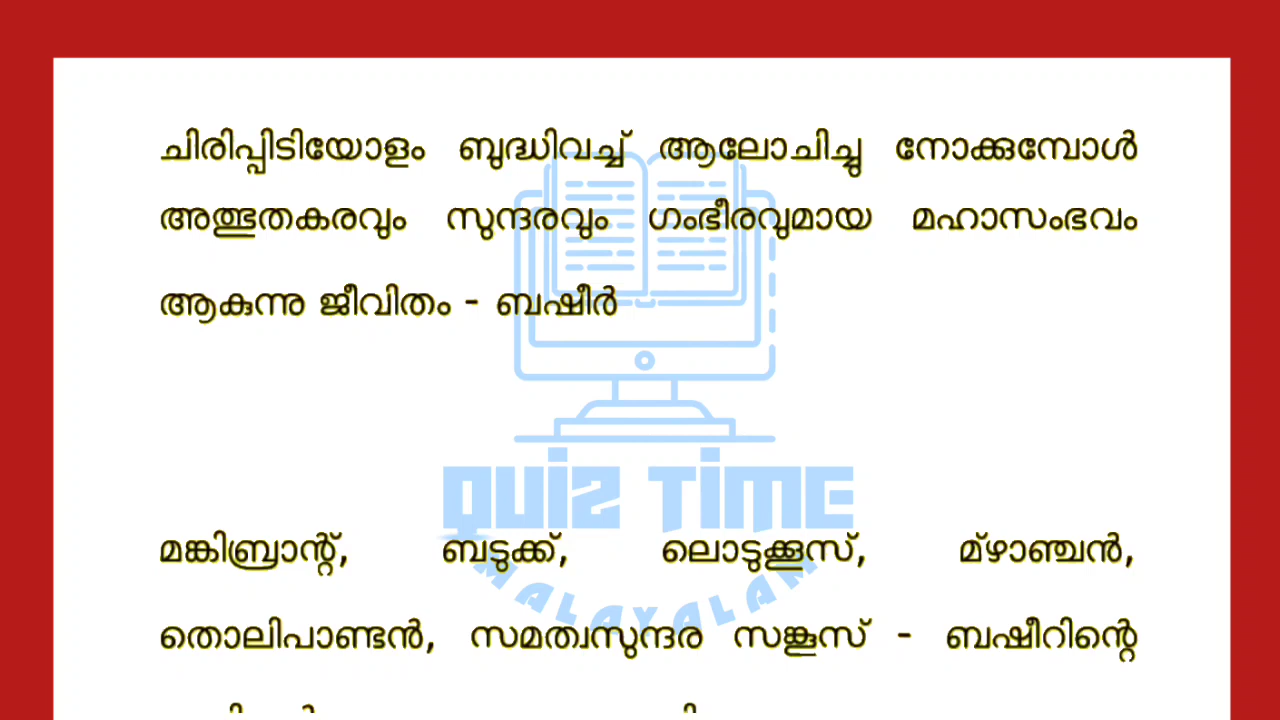 ചിരിപ്പിടിയോളം ബുദ്ധിവച്ച് ആലോചിച്ചു നോക്കുമ്പോൾ
അത്ഭുതകരവും സുന്ദരവും ഗംഭീരവുമായ മഹാസംഭവം
ആകുന്നു ജീവിതം - ബഷീർ
QUIZ TIME
MALAYALAM
മങ്കിബ്രാന്റ്, ബടുക്ക്, ലൊടുക്കൂസ്, മ്ഴാഞ്ചൻ,
തൊലിപാണ്ടൻ, സമത്വസുന്ദര സങ്കൂസ് - ബഷീറിന്റെ